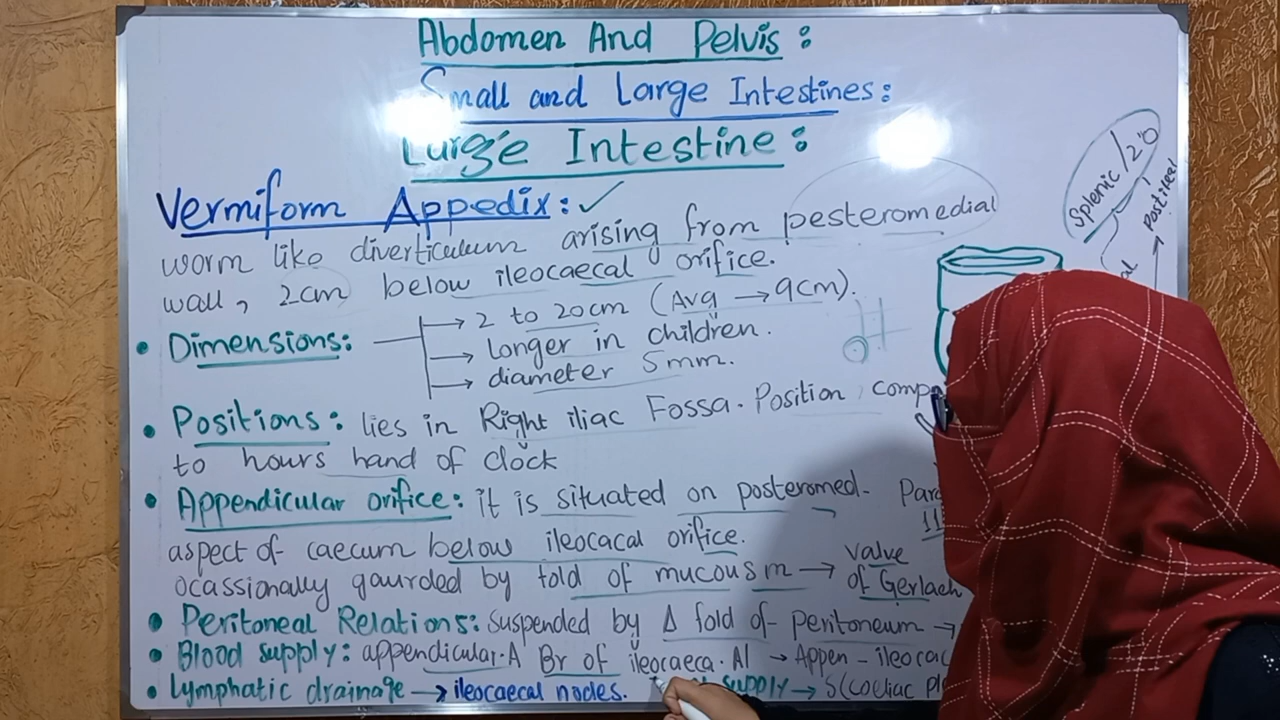 Abdomen And Pelvis:
Small and Large Intestines:
Large Intestine:
Vermiform Appedix: ✓
worm like diverticulum arising from pesteromedial
wall, 2cm below ileocaecal orifice.
• Dimensions: → 2 to 20cm (Avg → 9cm).
→ longer in children.
→ diameter 5mm.
• Positions: lies in Right iliac Fossa. Position comp
to hours hand of clock
• Appendicular orifice: it is situated on posteromed-
aspect of caecum below ileocacal orifice.
ocassionally gaurded by fold of mucous m → valve
of Gerlach
• Peritoneal Relations: Suspended by Δ fold of peritoneum →
• Blood supply: appendicular.A Br of ileocaeca.Al → Appen - ileocac
• Lymphatic drainage → ileocaecal nodes.
supply → S(coeliac
Splenic/20